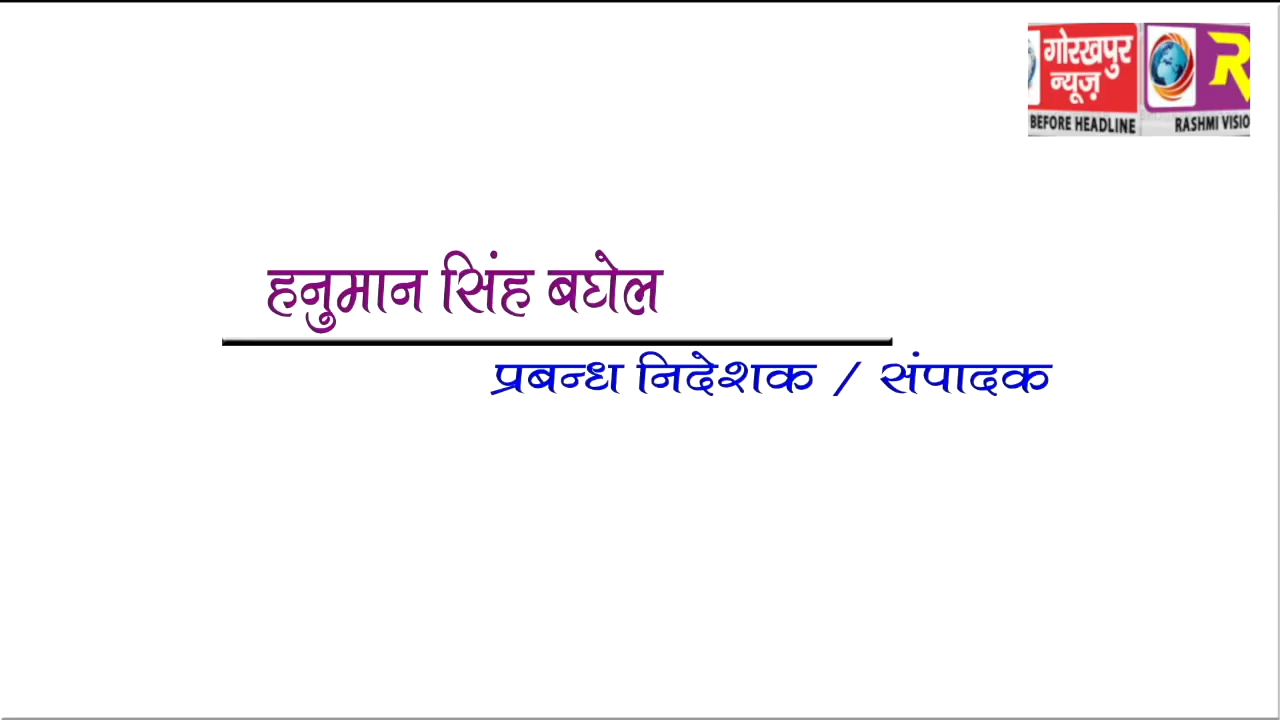 गोरखपुर
न्यूज़
BEFORE HEADLINE
RASHMI VISIO
हनुमान सिंह बघेल
प्रबन्ध निदेशक / संपादक